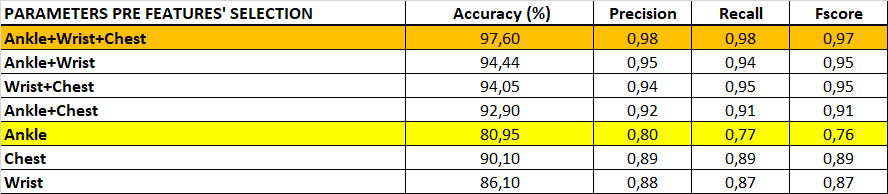 PARAMETERS PRE FEATURES' SELECTION Accuracy (%) Precision Recall Fscore
Ankle+Wrist+Chest 97,60 0,98 0,98 0,97
Ankle+Wrist 94,44 0,95 0,94 0,95
Wrist+Chest 94,05 0,94 0,95 0,95
Ankle+Chest 92,90 0,92 0,91 0,91
Ankle 80,95 0,80 0,77 0,76
Chest 90,10 0,89 0,89 0,89
Wrist 86,10 0,88 0,87 0,87